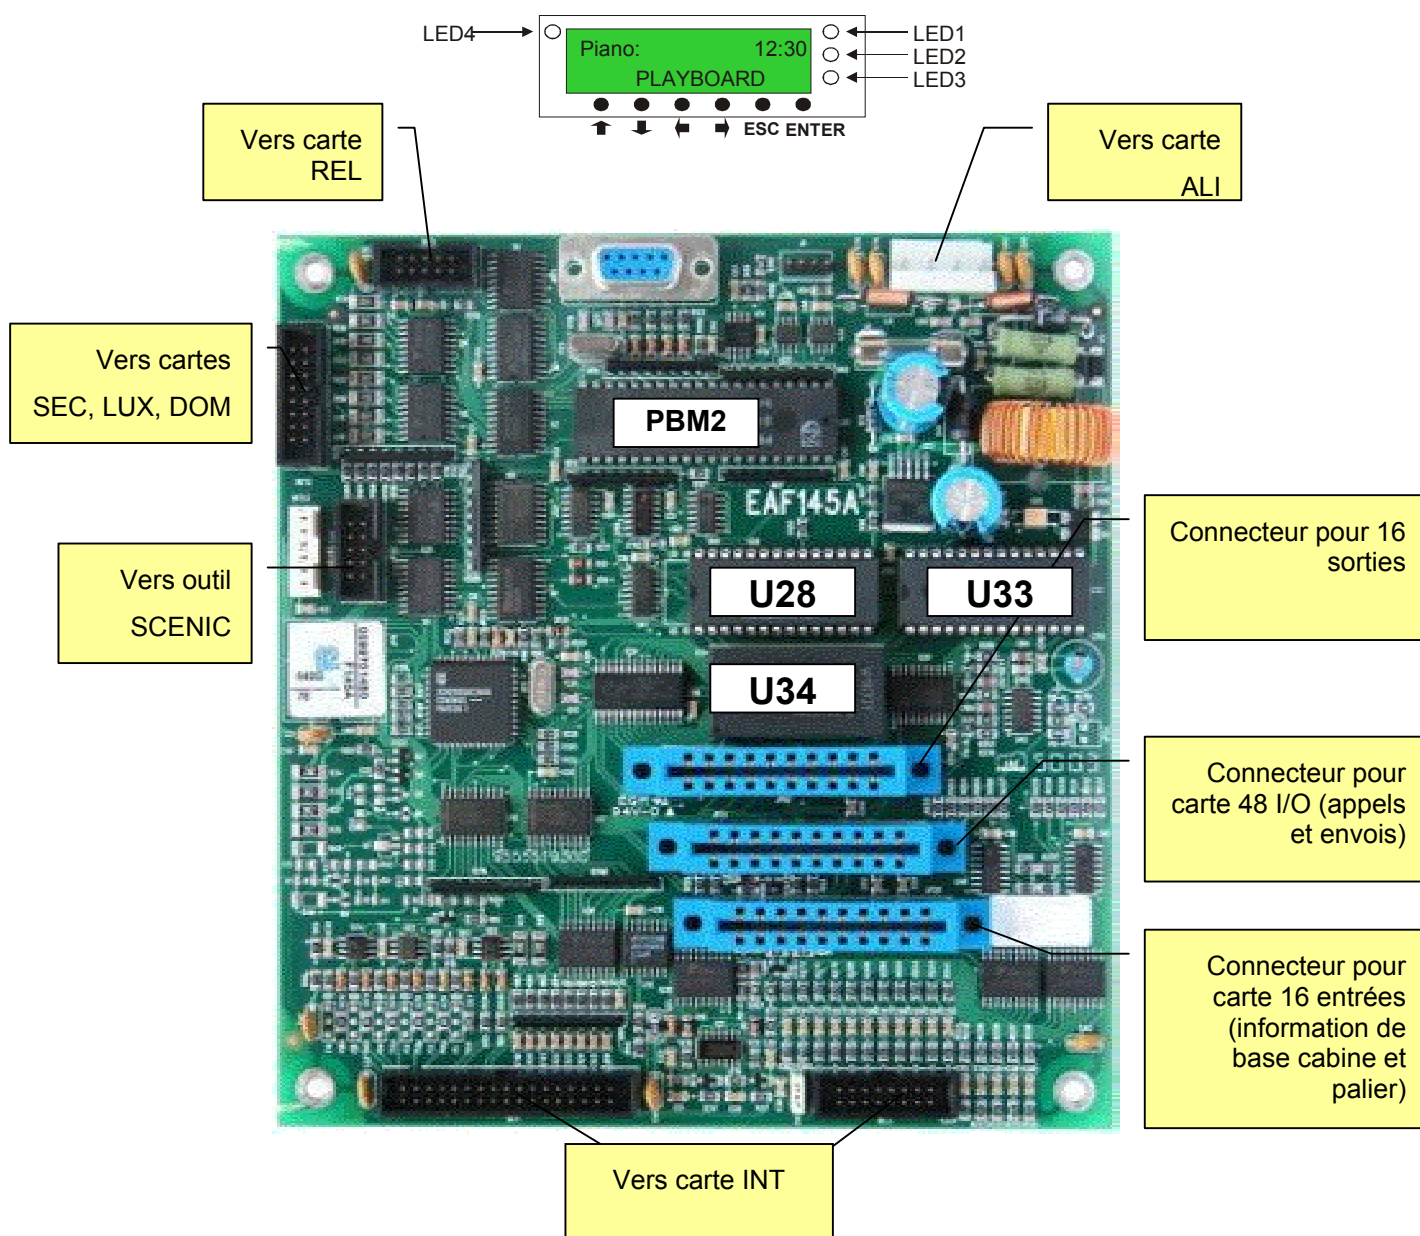 LED4
Piano: 12:30
PLAYBOARD
LED1
LED2
LED3
ESC ENTER
Vers carte
REL
Vers carte
ALI
Vers cartes
SEC, LUX, DOM
PBM2
EAF145A
Connecteur pour 16
sorties
Vers outil
SCENIC
U28
U33
U34
Connecteur pour
carte 48 I/O (appels
et envois)
Connecteur pour
carte 16 entrées
(information de
base cabine et
palier)
Vers carte INT